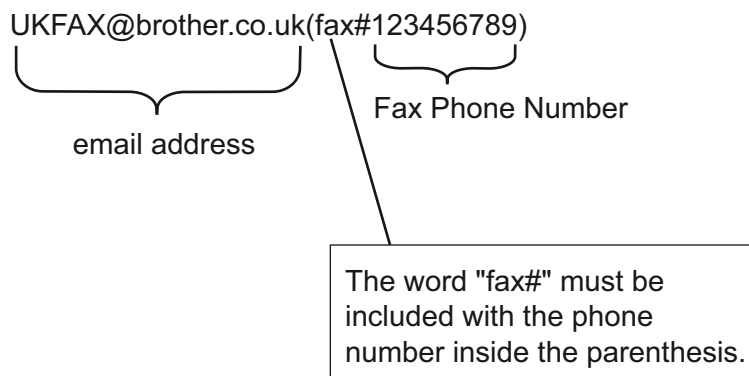 UKFAX@brother.co.uk(fax#123456789)
Fax Phone Number
email address
The word "fax#" must be
included with the phone
number inside the parenthesis.